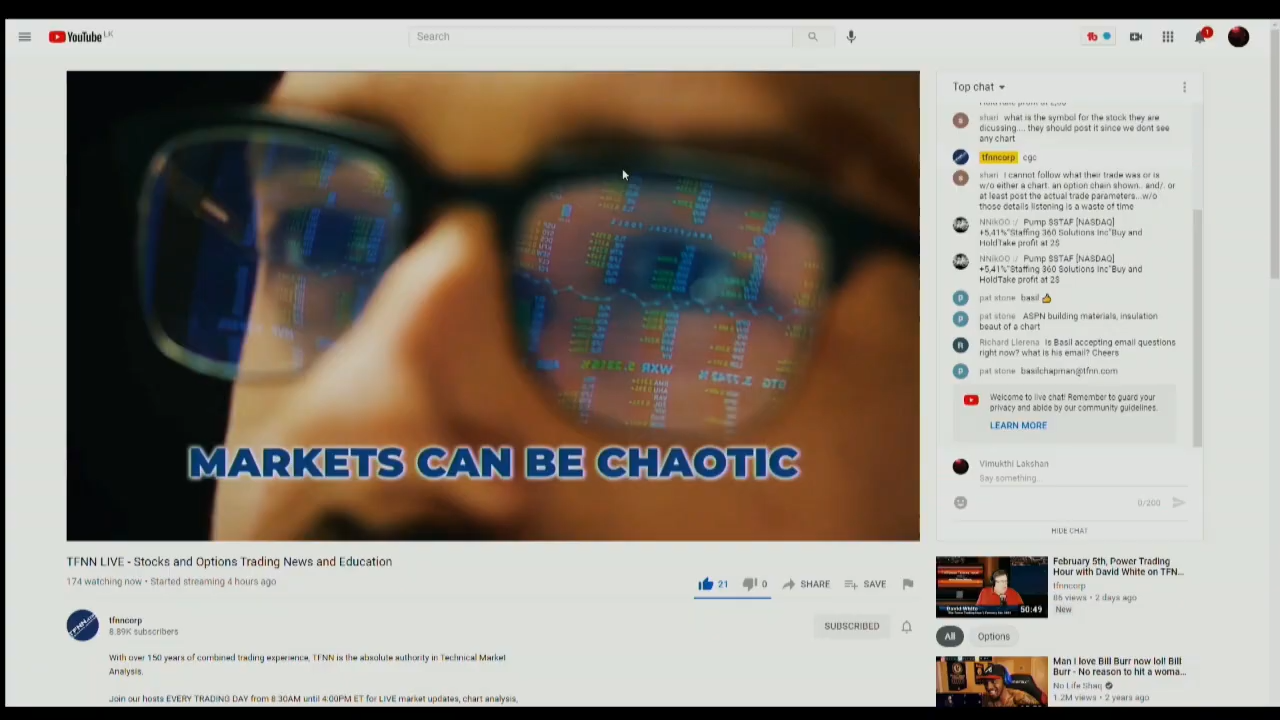 YouTube LK
Search
1
MARKETS CAN BE CHAOTIC
WXR
TFNN LIVE - Stocks and Options Trading News and Education
174 watching now • Started streaming 4 hours ago
21
0
SHARE
SAVE
tfnncorp
8.89K subscribers
SUBSCRIBED
With over 150 years of combined trading experience, TFNN is the absolute authority in Technical Market
Analysis.
Join our hosts EVERY TRADING DAY from 8:30AM until 4:00PM ET for LIVE market updates, chart analysis,
Top chat
shari what is the symbol for the stock they are
dicussing.... they should post it since we dont see
any chart
tfnncorp cgc
shari I cannot follow what their trade was or is
w/o either a chart. an option chain shown.. and/. or
at least post the actual trade parameters...w/o
those details listening is a waste of time
NNikOO :/ Pump $STAF [NASDAQ]
+5,41%"Staffing 360 Solutions Inc"Buy and
HoldTake profit at 2$
NNikOO :/ Pump $STAF [NASDAQ]
+5,41%"Staffing 360 Solutions Inc"Buy and
HoldTake profit at 2$
pat stone basil 👍
pat stone ASPN building materials, insulation
beaut of a chart
Richard Llerena Is Basil accepting email questions
right now? what is his email? Cheers
pat stone basilchapman@tfnn.com
Welcome to live chat! Remember to guard your
privacy and abide by our community guidelines.
LEARN MORE
Vimukthi Lakshan
Say something...
0/200
HIDE CHAT
David White
50:49
February 5th, Power Trading
Hour with David White on TFN...
tfnncorp
86 views • 2 days ago
New
All
Options
Man I love Bill Burr now lol! Bill
Burr - No reason to hit a woma...
No Life Shaq
1.2M views • 2 years ago